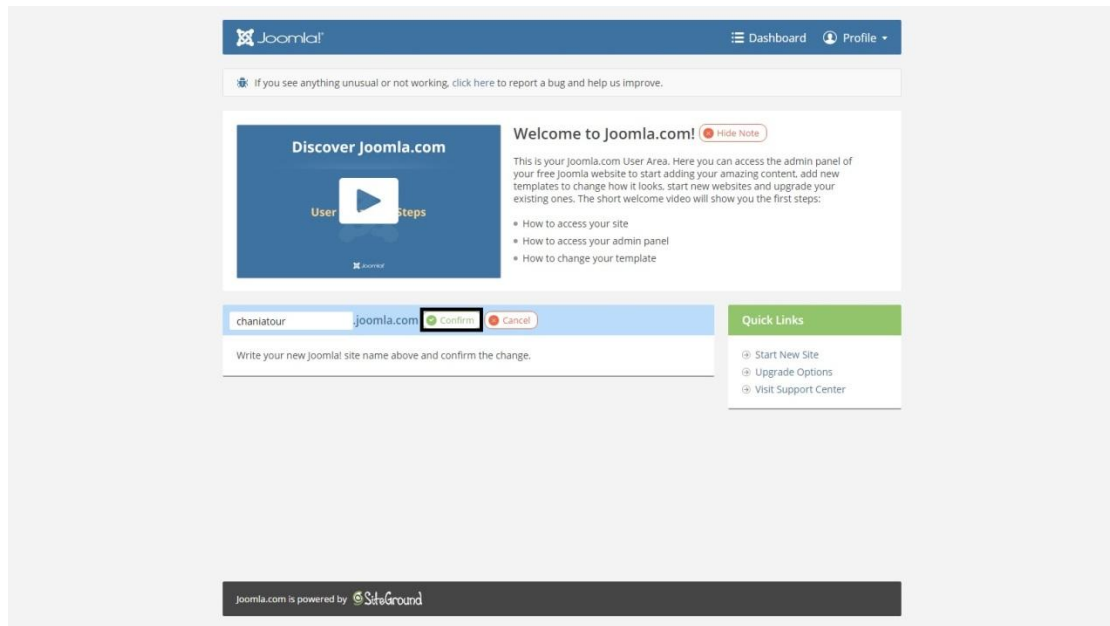 Joomla!
Dashboard
Profile
If you see anything unusual or not working, click here to report a bug and help us improve.
Discover Joomla.com
User Steps
Joomla!
Welcome to Joomla.com!
Hide Note
This is your Joomla.com User Area. Here you can access the admin panel of
your free Joomla website to start adding your amazing content, add new
templates to change how it looks, start new websites and upgrade your
existing ones. The short welcome video will show you the first steps:
How to access your site
How to access your admin panel
How to change your template
chaniatour .joomla.com Confirm Cancel
Write your new Joomla! site name above and confirm the change.
Quick Links
Start New Site
Upgrade Options
Visit Support Center
Joomla.com is powered by SiteGround